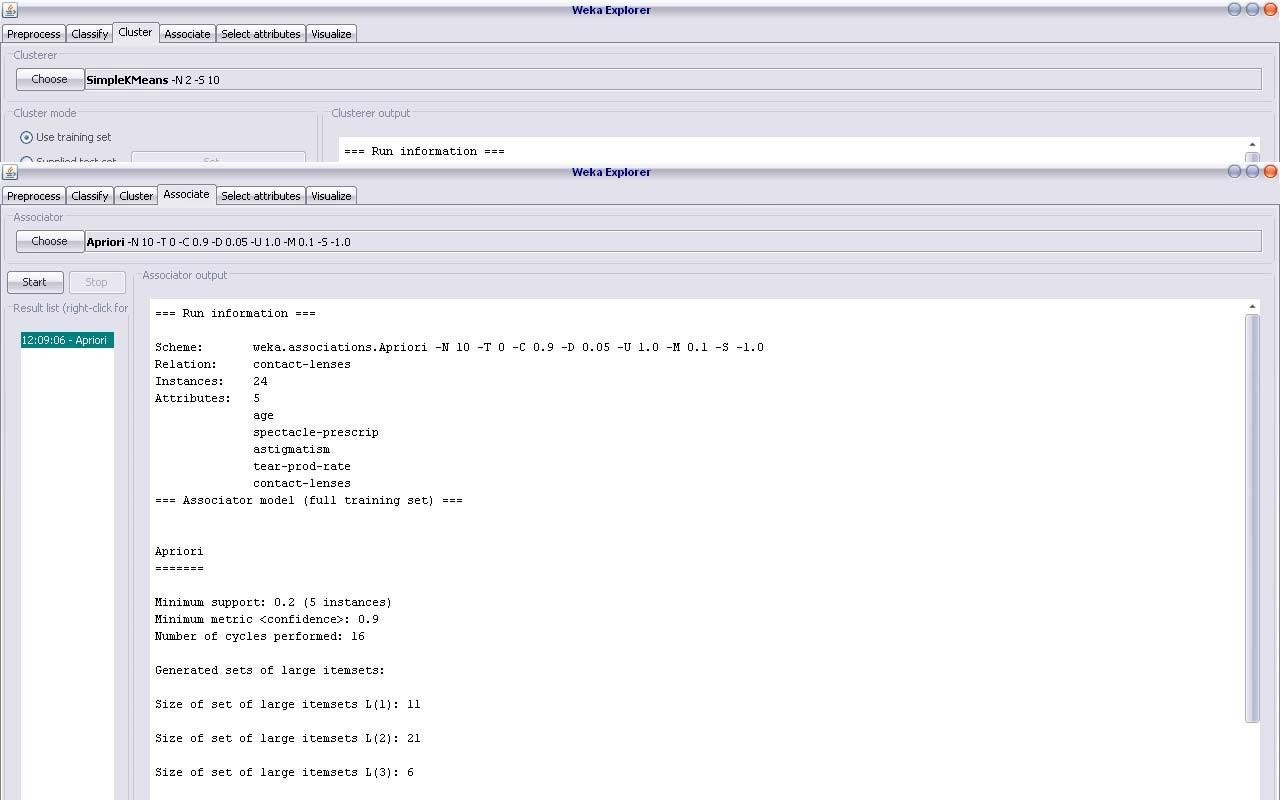 Weka Explorer
Preprocess Classify Cluster Associate Select attributes Visualize
Clusterer
Choose SimpleKMeans -N 2 -S 10
Cluster mode
Clusterer output
Use training set
=== Run information ===
Supplied test set Set...
Weka Explorer
Preprocess Classify Cluster Associate Select attributes Visualize
Associator
Choose Apriori -N 10 -T 0 -C 0.9 -D 0.05 -U 1.0 -M 0.1 -S -1.0
Start Stop
Associator output
Result list (right-click for
12:09:06 - Apriori
=== Run information ===
Scheme: weka.associations.Apriori -N 10 -T 0 -C 0.9 -D 0.05 -U 1.0 -M 0.1 -S -1.0
Relation: contact-lenses
Instances: 24
Attributes: 5
age
spectacle-prescrip
astigmatism
tear-prod-rate
contact-lenses
=== Associator model (full training set) ===
Apriori
=======
Minimum support: 0.2 (5 instances)
Minimum metric <confidence>: 0.9
Number of cycles performed: 16
Generated sets of large itemsets:
Size of set of large itemsets L(1): 11
Size of set of large itemsets L(2): 21
Size of set of large itemsets L(3): 6